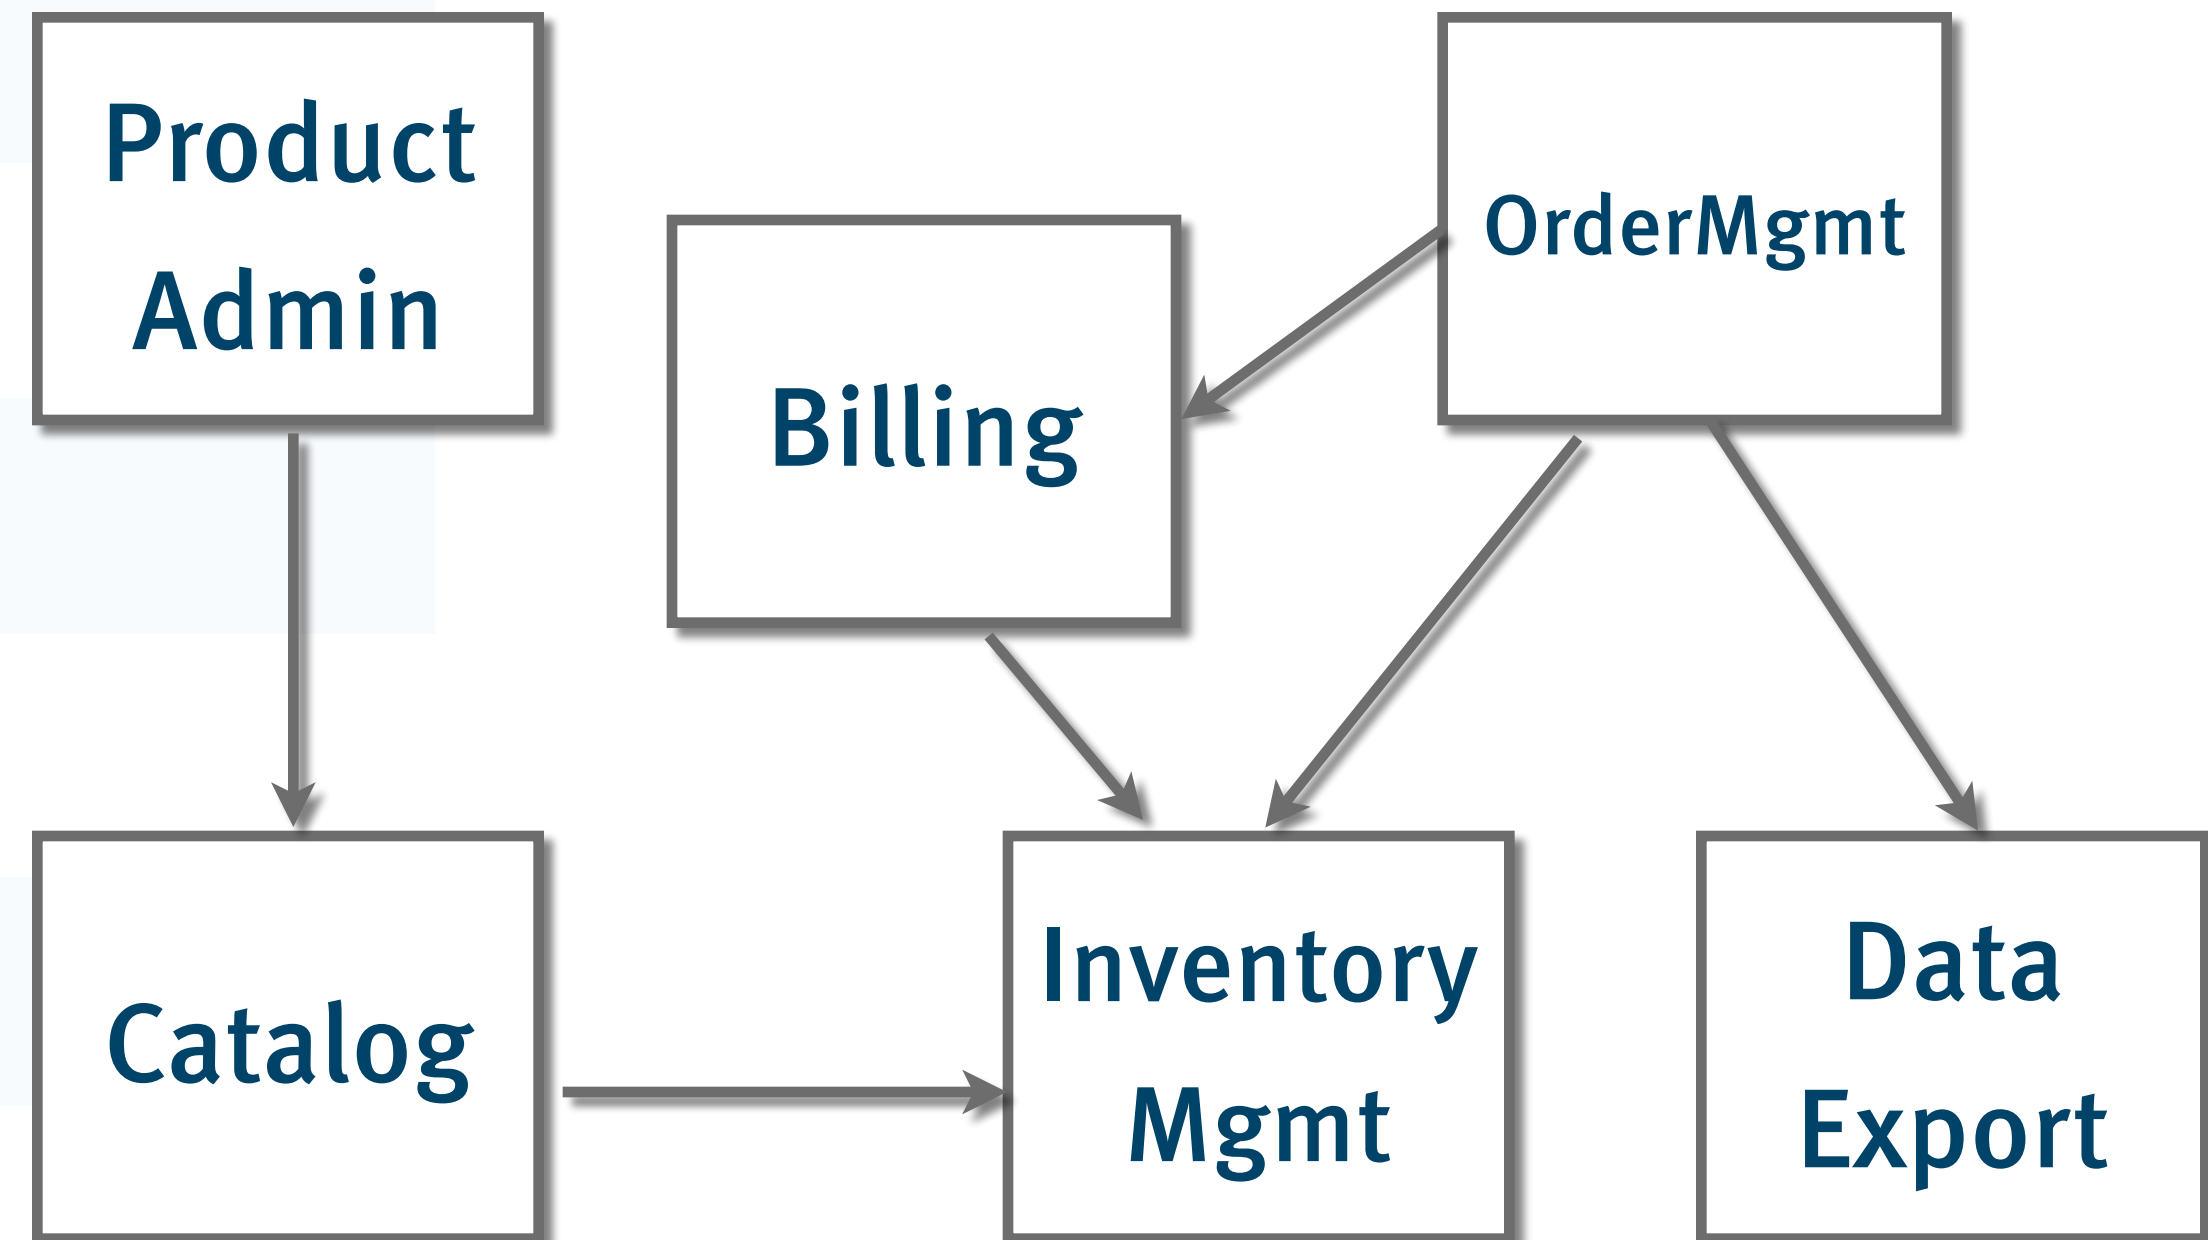 Product
Admin
OrderMgmt
Billing
Catalog
Inventory
Mgmt
Data
Export